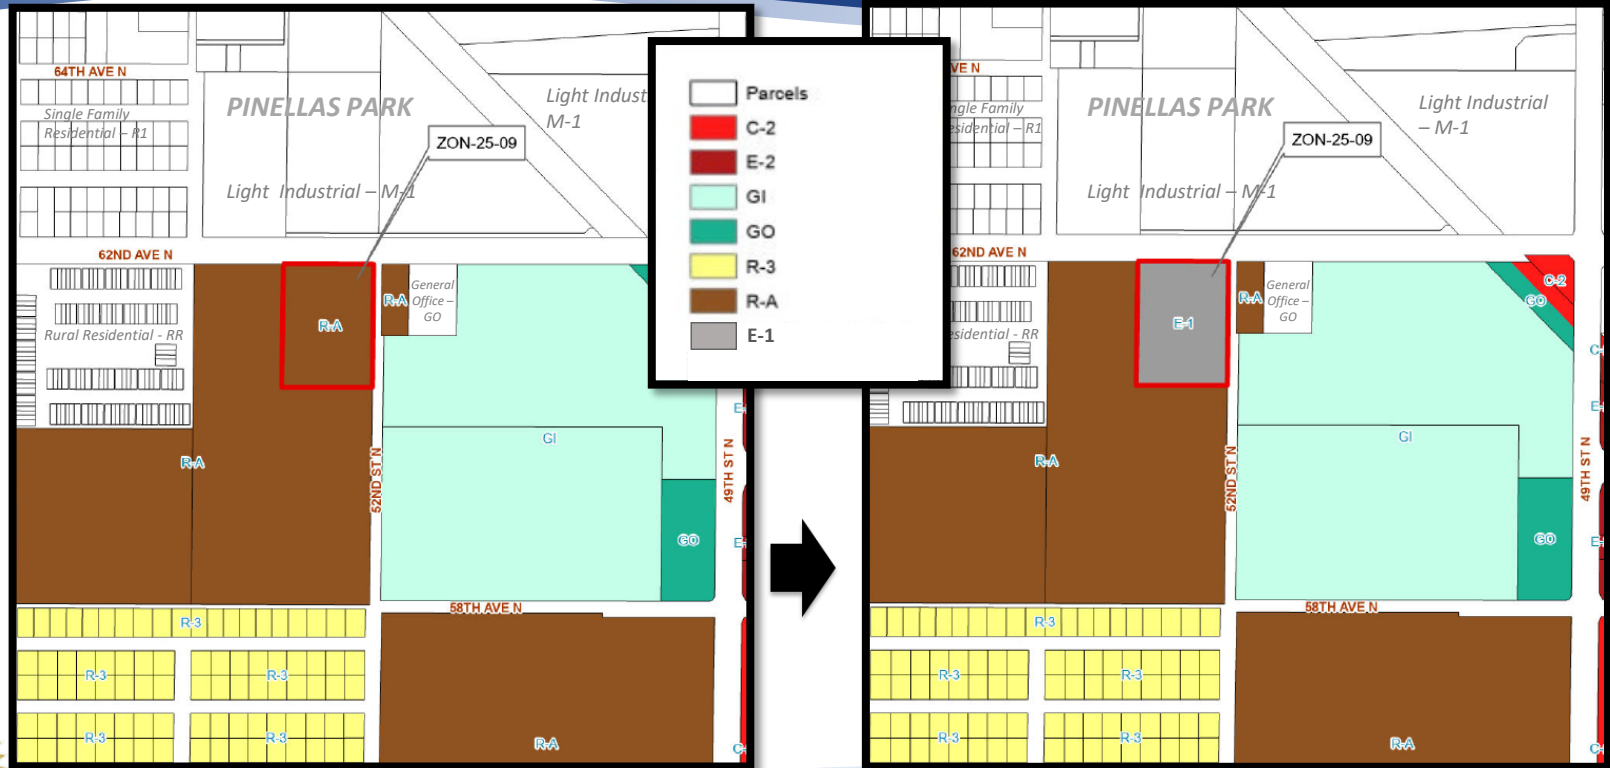 64TH AVE N
Single Family
Residential – R1
PINELLAS PARK
Light Indust
M-1
ZON-25-09
Light Industrial – M-1
62ND AVE N
Rural Residential - RR
R-A
R-A
General
Office –
GO
R-A
GI
52ND ST N
49TH ST N
GO
E-
E-
58TH AVE N
R-3
R-3
R-3
R-3
R-3
R-A
C-
Parcels
C-2
E-2
GI
GO
R-3
R-A
E-1
VE N
ngle Family
esidential – R1
PINELLAS PARK
Light Industrial
– M-1
ZON-25-09
Light Industrial – M-1
62ND AVE N
esidential - RR
E-1
R-A
General
Office –
GO
C-2
GO
C-
E-
R-A
GI
52ND ST N
49TH ST N
GO
E-
58TH AVE N
R-3
R-3
R-3
R-3
R-3
R-A
C-